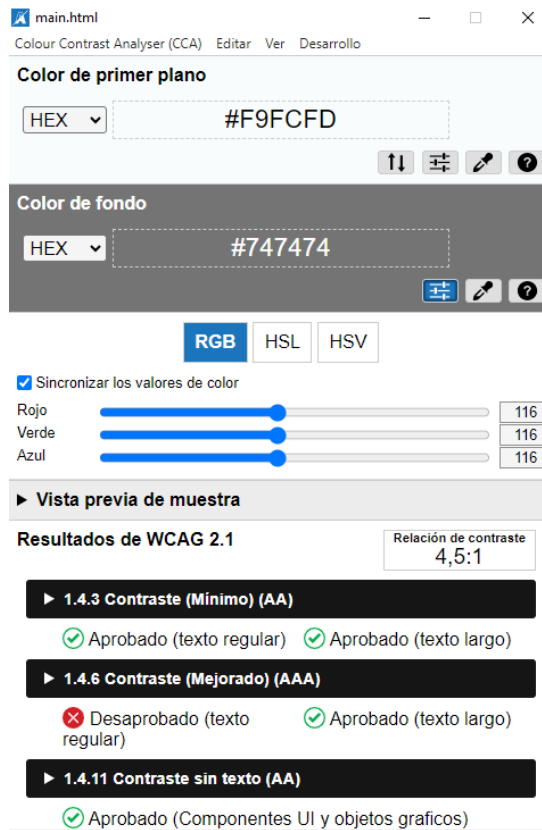 main.html
Colour Contrast Analyser (CCA) Editar Ver Desarrollo
Color de primer plano
HEX #F9FCFD
Color de fondo
HEX #747474
RGB HSL HSV
Sincronizar los valores de color
Rojo 116
Verde 116
Azul 116
Vista previa de muestra
Resultados de WCAG 2.1
Relación de contraste
4,5:1
1.4.3 Contraste (Mínimo) (AA)
Aprobado (texto regular) Aprobado (texto largo)
1.4.6 Contraste (Mejorado) (AAA)
Desaprobado (texto Aprobado (texto largo)
regular)
1.4.11 Contraste sin texto (AA)
Aprobado (Componentes UI y objetos graficos)